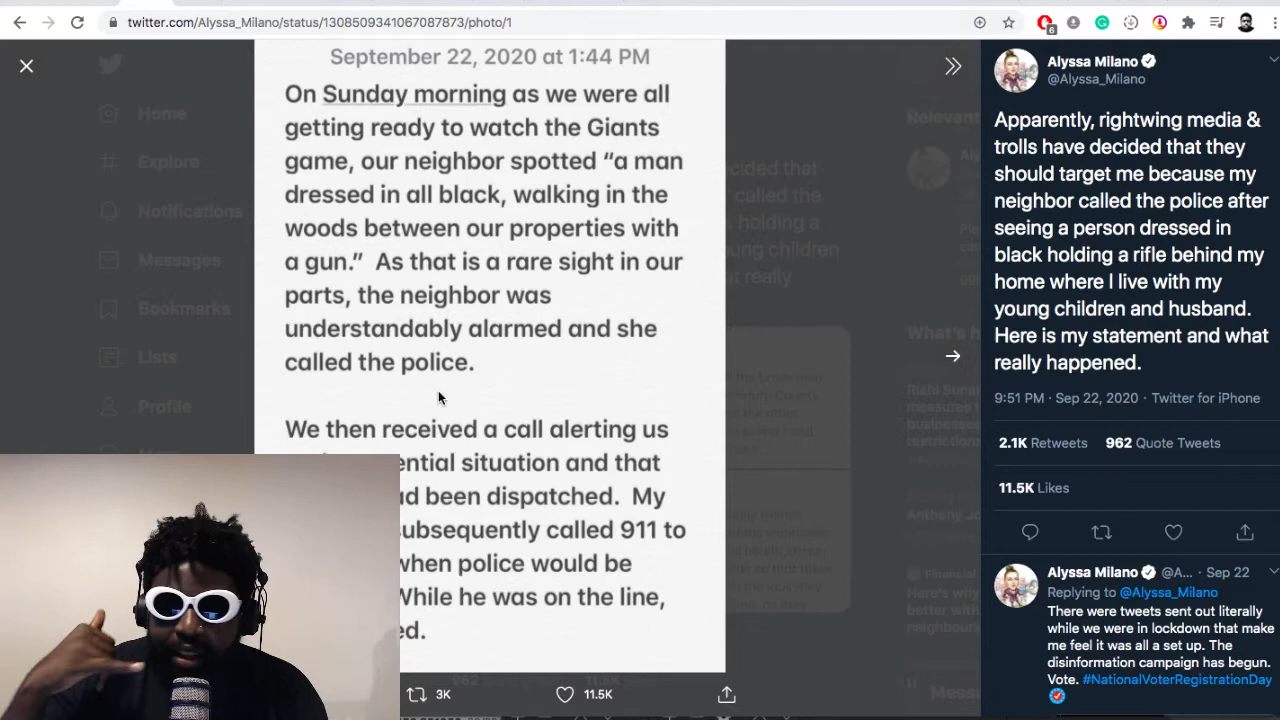 twitter.com/Alyssa_Milano/status/1308509341067087873/photo/1
6
September 22, 2020 at 1:44 PM
On Sunday morning as we were all
getting ready to watch the Giants
game, our neighbor spotted “a man
dressed in all black, walking in the
woods between our properties with
a gun.” As that is a rare sight in our
parts, the neighbor was
understandably alarmed and she
called the police.
We then received a call alerting us
ential situation and that
ad been dispatched. My
subsequently called 911 to
when police would be
While he was on the line,
ed.
3K
11.5K
Home
Explore
Notifications
Messages
Bookmarks
Lists
Profile
Alyssa Milano
@Alyssa_Milano
Apparently, rightwing media &
trolls have decided that they
should target me because my
neighbor called the police after
seeing a person dressed in
black holding a rifle behind my
home where I live with my
young children and husband.
Here is my statement and what
really happened.
9:51 PM · Sep 22, 2020 · Twitter for iPhone
2.1K Retweets 962 Quote Tweets
11.5K Likes
Alyssa Milano @A... · Sep 22
Replying to @Alyssa_Milano
There were tweets sent out literally
while we were in lockdown that make
me feel it was all a set up. The
disinformation campaign has begun.
Vote. #NationalVoterRegistrationDay